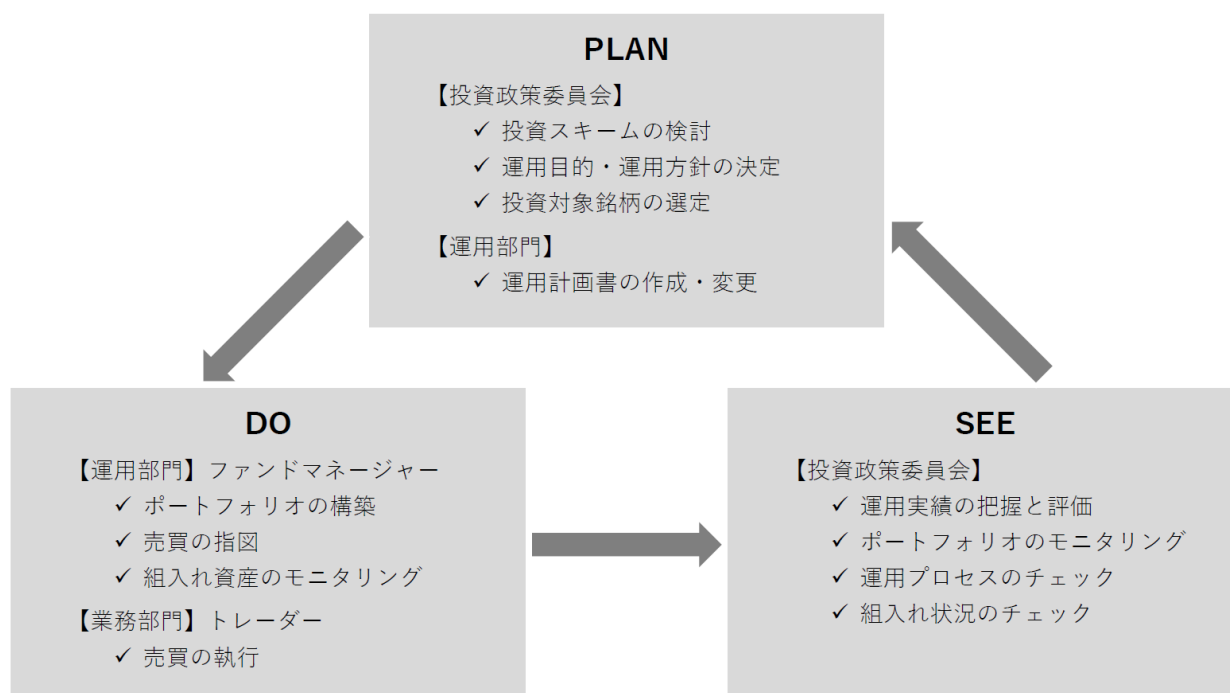 PLAN
【投資政策委員会】
✓ 投資スキームの検討
✓ 運用目的・運用方針の決定
✓ 投資対象銘柄の選定
【運用部門】
✓ 運用計画書の作成・変更
DO
【運用部門】ファンドマネージャー
✓ ポートフォリオの構築
✓ 売買の指図
✓ 組入れ資産のモニタリング
【業務部門】トレーダー
✓ 売買の執行
SEE
【投資政策委員会】
✓ 運用実績の把握と評価
✓ ポートフォリオのモニタリング
✓ 運用プロセスのチェック
✓ 組入れ状況のチェック